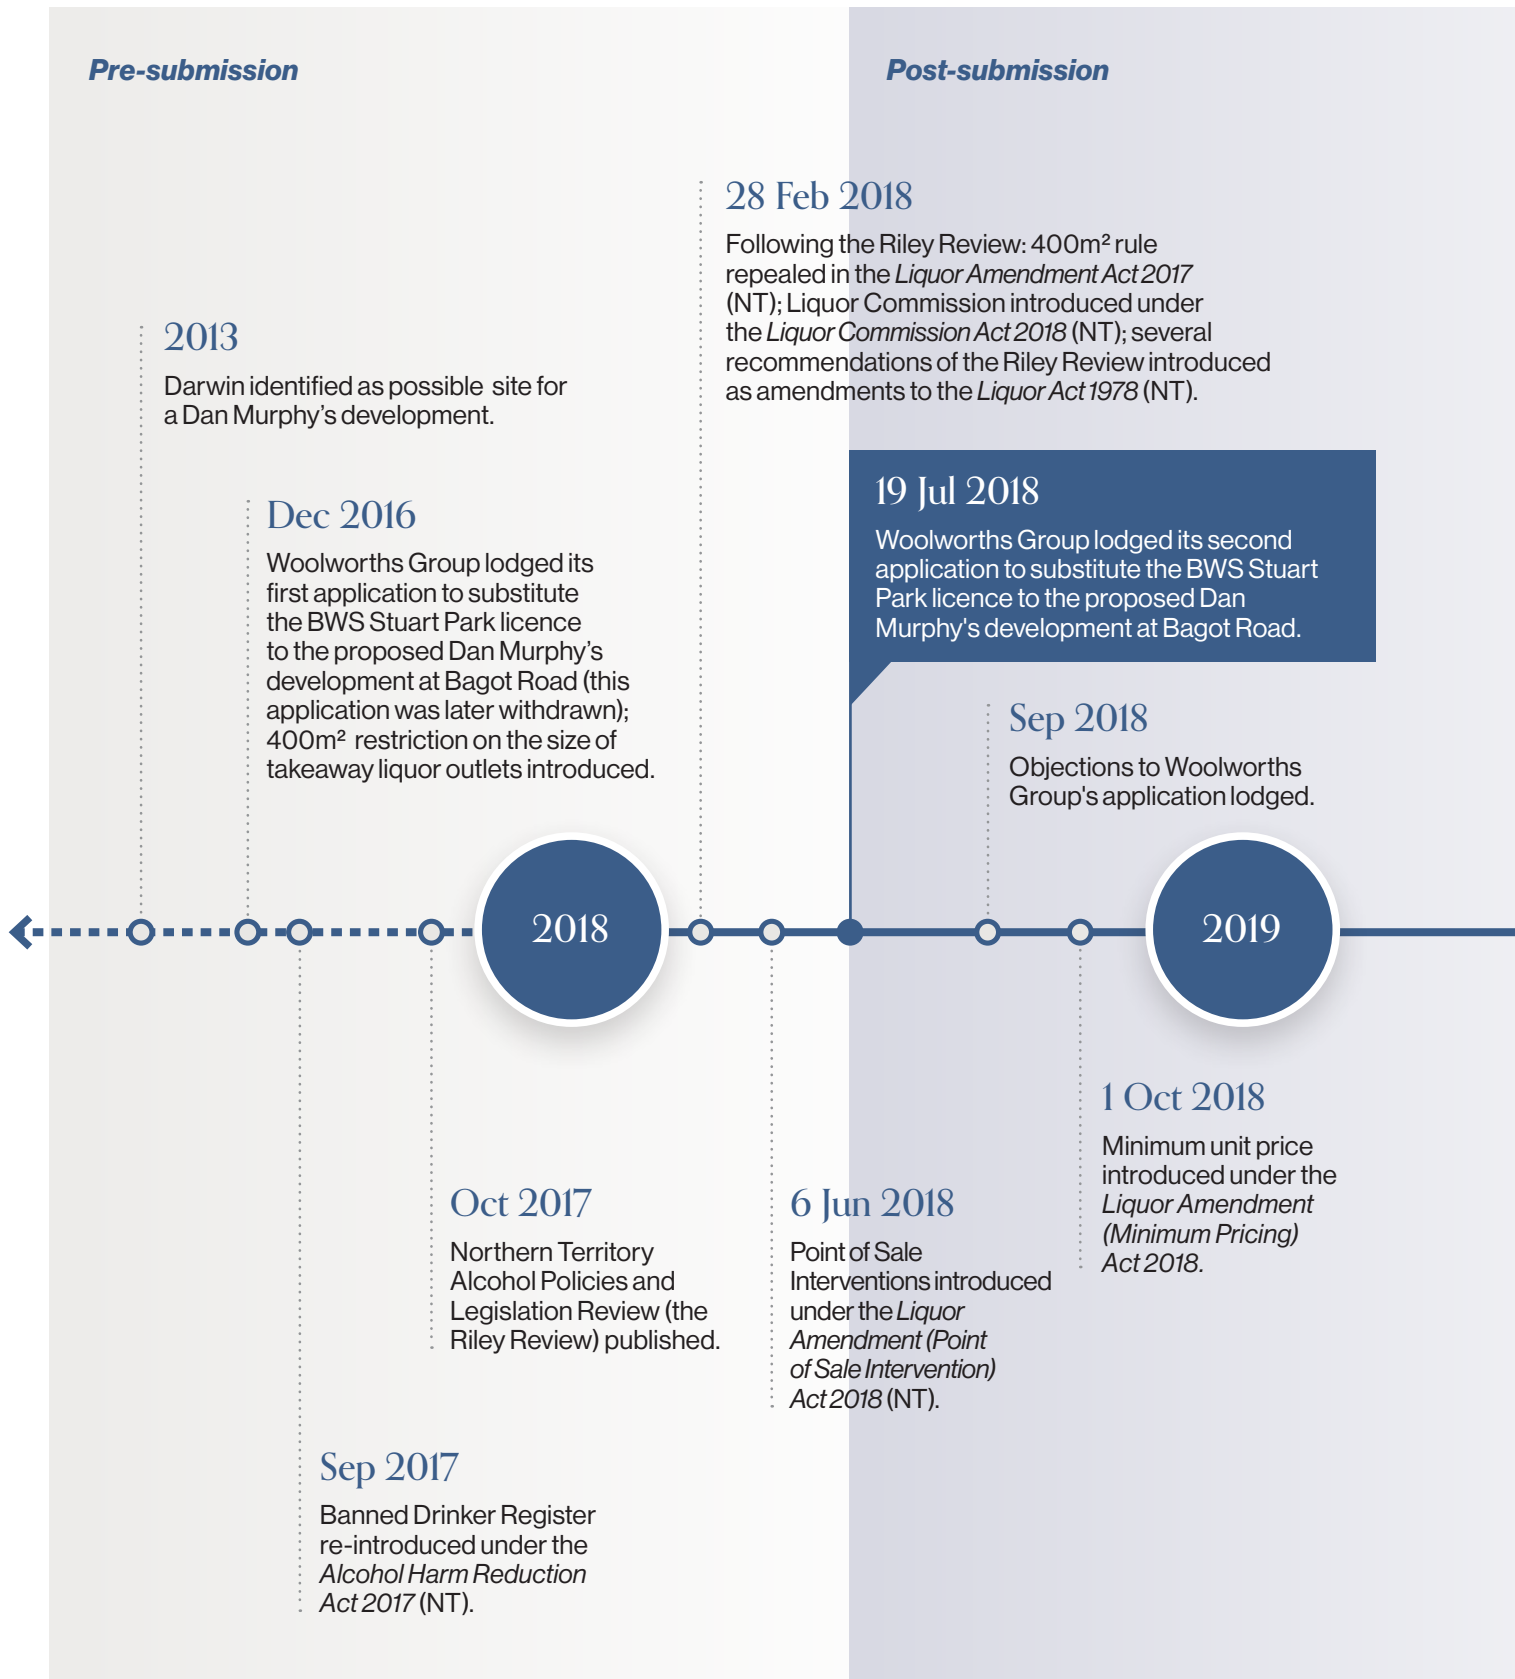 Pre-submission
Post-submission
28 Feb 2018
Following the Riley Review: 400m² rule
repealed in the Liquor Amendment Act 2017
(NT); Liquor Commission introduced under
the Liquor Commission Act 2018 (NT); several
recommendations of the Riley Review introduced
as amendments to the Liquor Act 1978 (NT).
2013
Darwin identified as possible site for
a Dan Murphy’s development.
Dec 2016
Woolworths Group lodged its
first application to substitute
the BWS Stuart Park licence
to the proposed Dan Murphy’s
development at Bagot Road (this
application was later withdrawn);
400m² restriction on the size of
takeaway liquor outlets introduced.
19 Jul 2018
Woolworths Group lodged its second
application to substitute the BWS Stuart
Park licence to the proposed Dan
Murphy's development at Bagot Road.
Sep 2018
Objections to Woolworths
Group's application lodged.
2018
2019
1 Oct 2018
Minimum unit price
introduced under the
Liquor Amendment
(Minimum Pricing)
Act 2018.
Oct 2017
Northern Territory
Alcohol Policies and
Legislation Review (the
Riley Review) published.
6 Jun 2018
Point of Sale
Interventions introduced
under the Liquor
Amendment (Point
of Sale Intervention)
Act 2018 (NT).
Sep 2017
Banned Drinker Register
re-introduced under the
Alcohol Harm Reduction
Act 2017 (NT).